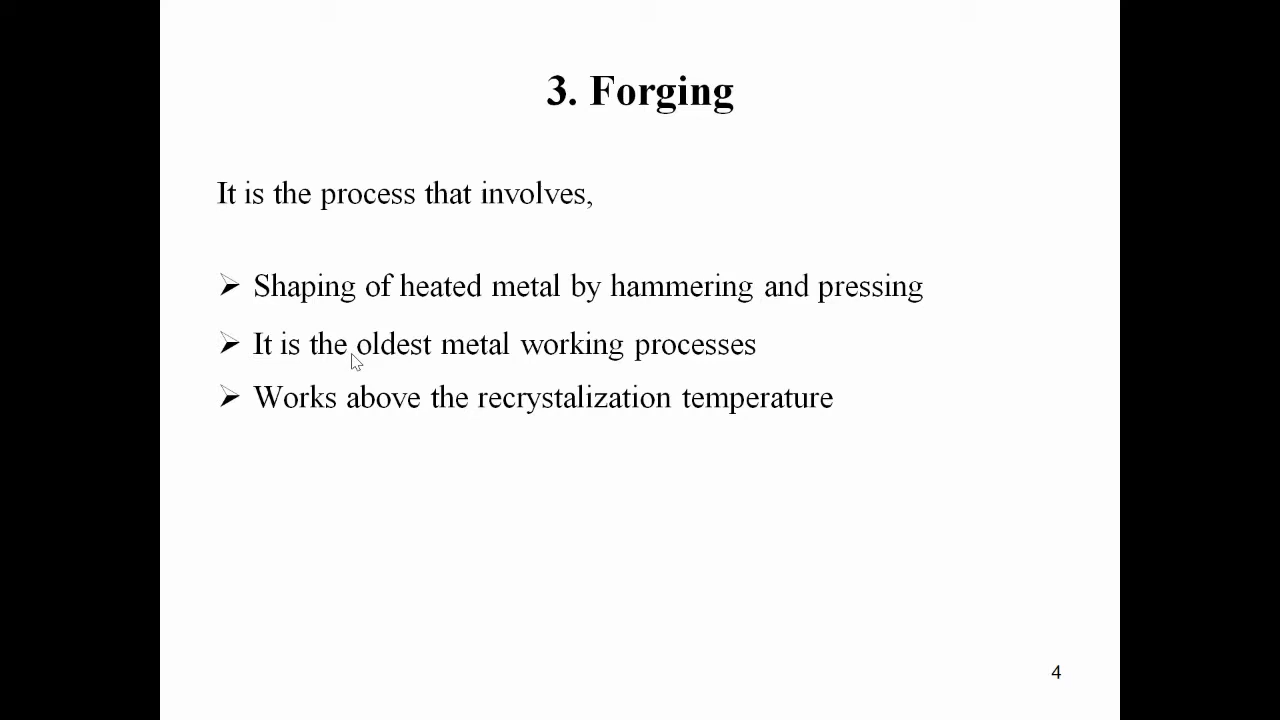 3. Forging
It is the process that involves,
Shaping of heated metal by hammering and pressing
It is the oldest metal working processes
Works above the recrystalization temperature
4